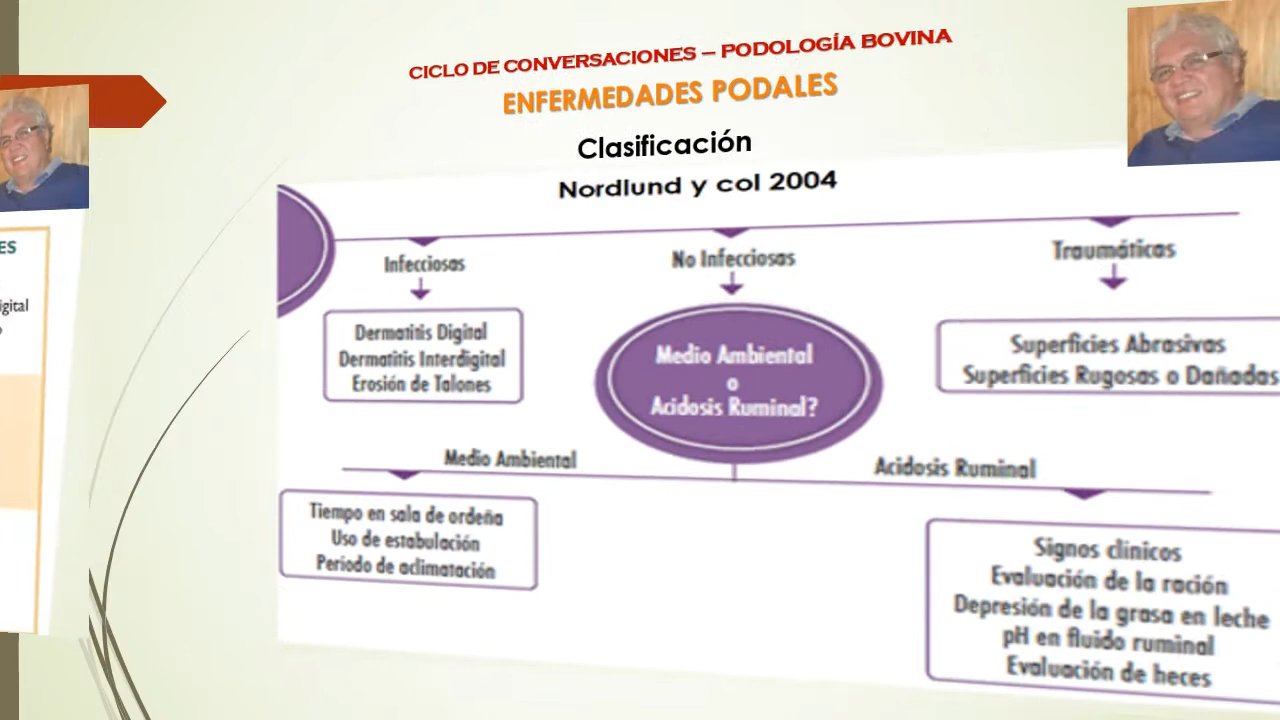 CICLO DE CONVERSACIONES – PODOLOGÍA BOVINA
ENFERMEDADES PODALES
Clasificación
Nordlund y col 2004
ES
igital
Infecciosas
No Infecciosas
Traumáticas
Dermatitis Digital
Dermatitis Interdigital
Erosión de Talones
Medio Ambiental
o
Acidosis Ruminal?
Superficies Abrasivas
Superficies Rugosas o Dañadas
Medio Ambiental
Acidosis Ruminal
Tiempo en sala de ordeña
Uso de estabulación
Periodo de aclimatación
Signos clinicos
Evaluación de la ración
Depresión de la grasa en leche
pH en fluido ruminal
Evaluación de heces